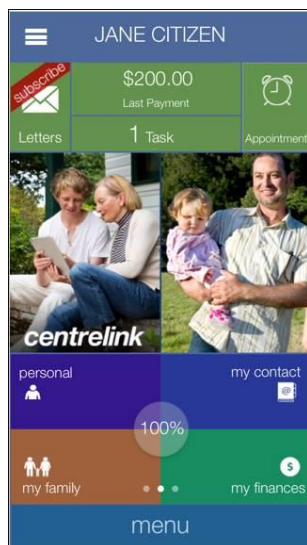 JANE CITIZEN
subscribe
Letters
$200.00
Last Payment
1 Task
Appointment
centrelink
personal
my contact
100%
my family
my finances
menu